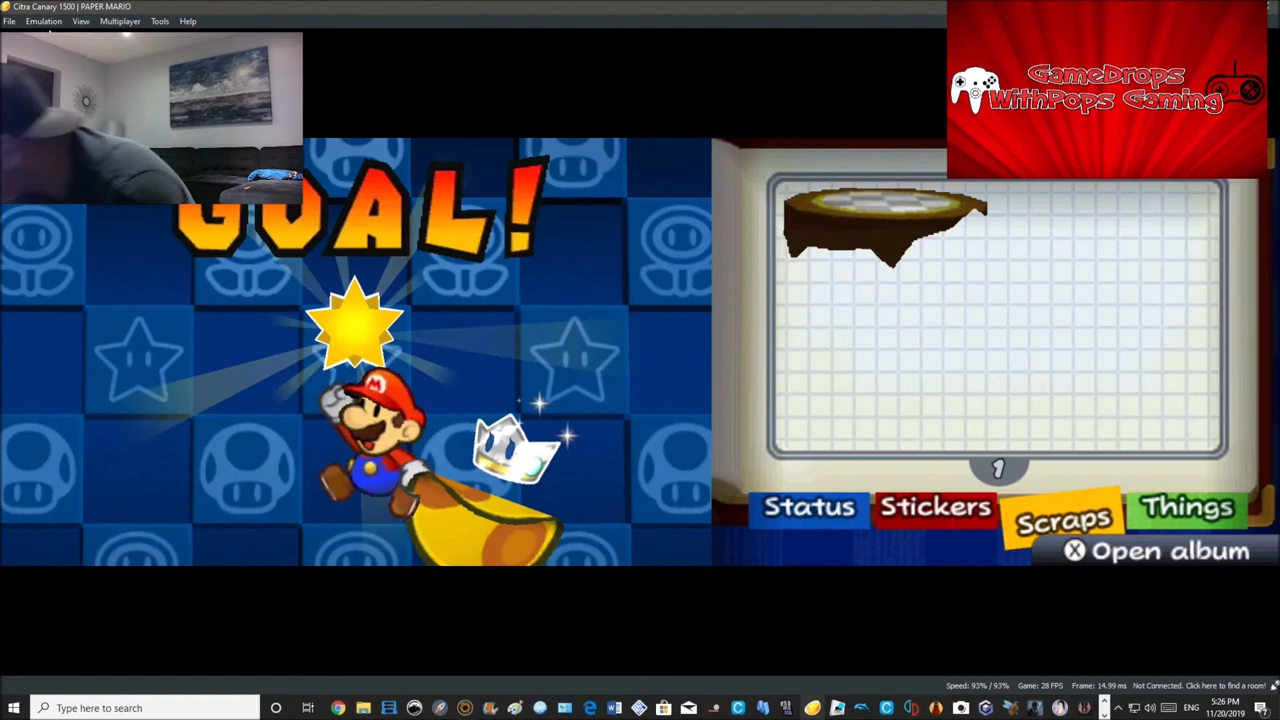 Citra Canary 1500 | PAPER MARIO
File Emulation View Multiplayer Tools Help
GameDrops
WithPops Gaming
GOAL!
M
1
Status Stickers Scraps Things
X Open album
Speed: 93% / 93% Game: 28 FPS Frame: 14.99 ms Not Connected. Click here to find a room!
Type here to search
ENG
5:26 PM
11/20/2019